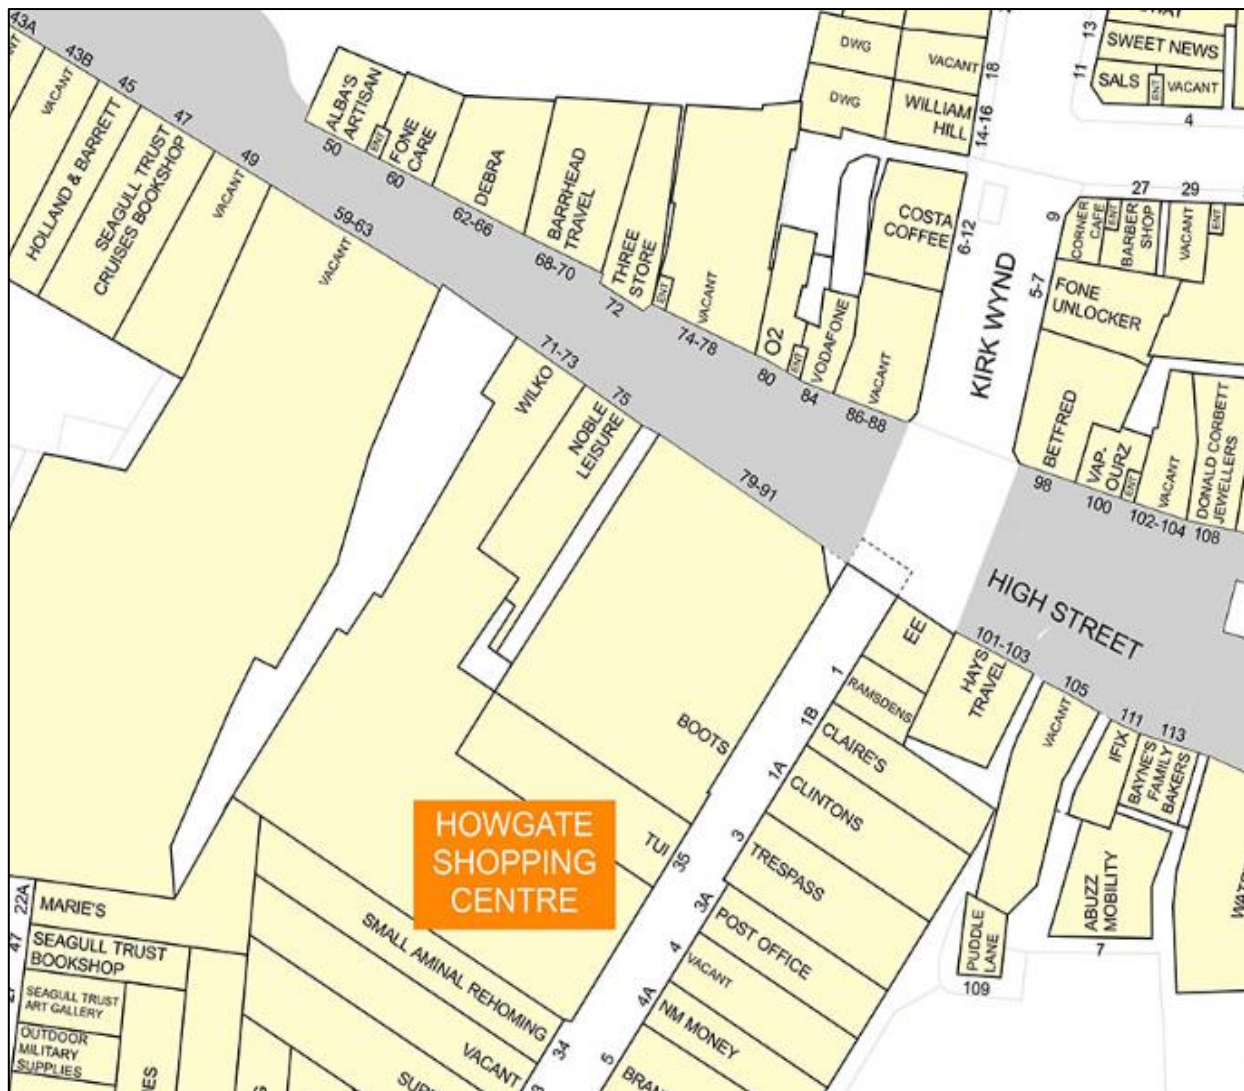 43A
43B
45
47
49
59-63
VACANT
HOLLAND & BARRETT
SEAGULL TRUST
CRUISES BOOKSHOP
VACANT
VACANT
ALBA'S
ARTISAN
50
ENT
FONE
CARE
60
DEBRA
62-66
BARRHEAD
TRAVEL
68-70
THREE
STORE
72
ENT
VACANT
74-78
O2
80
ENT
VODAFONE
84
VACANT
86-88
DWG
VACANT
18
DWG
WILLIAM
HILL
14-16
COSTA
COFFEE
6-12
KIRK WYND
13
SWEET NEWS
11
SALS
ENT
VACANT
4
9
CORNER
CAFE
ENT
27
BARBER
SHOP
29
VACANT
ENT
5-7
FONE
UNLOCKER
BETFRED
98
VAP-
OURZ
100
ENT
VACANT
102-104
DONALD CORBETT
JEWELLERS
108
71-73
WILKO
75
NOBLE
LEISURE
79-91
BOOTS
HIGH STREET
EE
1
RAMSDENS
1B
CLAIRE'S
1A
CLINTONS
3
TRESPASS
3A
POST OFFICE
4
VACANT
4A
NM MONEY
5
101-103
HAYS
TRAVEL
105
VACANT
111
IFIX
113
BAYNE'S
FAMILY
BAKERS
ABUZZ
MOBILITY
7
PUDDLE
LANE
109
TUI
35
HOWGATE
SHOPPING
CENTRE
SMALL AMINAL REHOMING
34
VACANT
22A
MARIE'S
47
SEAGULL TRUST
BOOKSHOP
SEAGULL TRUST
ART GALLERY
OUTDOOR
MILITARY
SUPPLIES